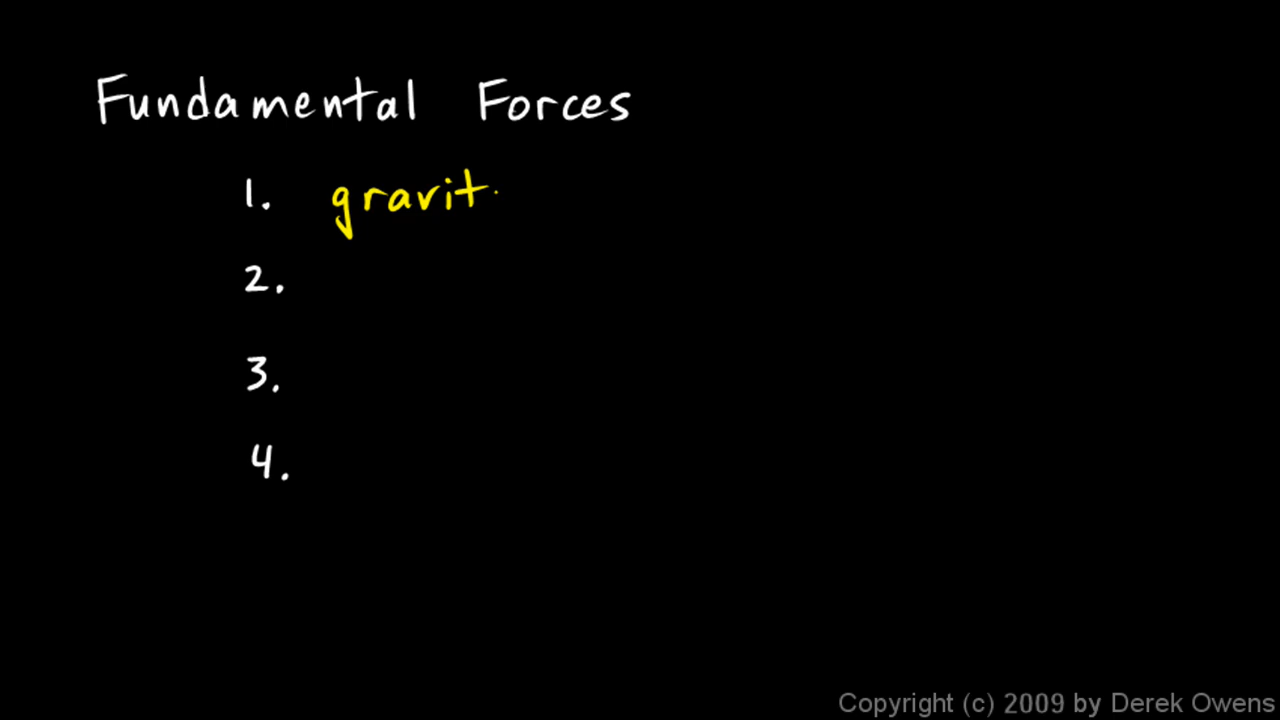 Fundamental Forces
1. gravit
2.
3.
4.
Copyright (c) 2009 by Derek Owens